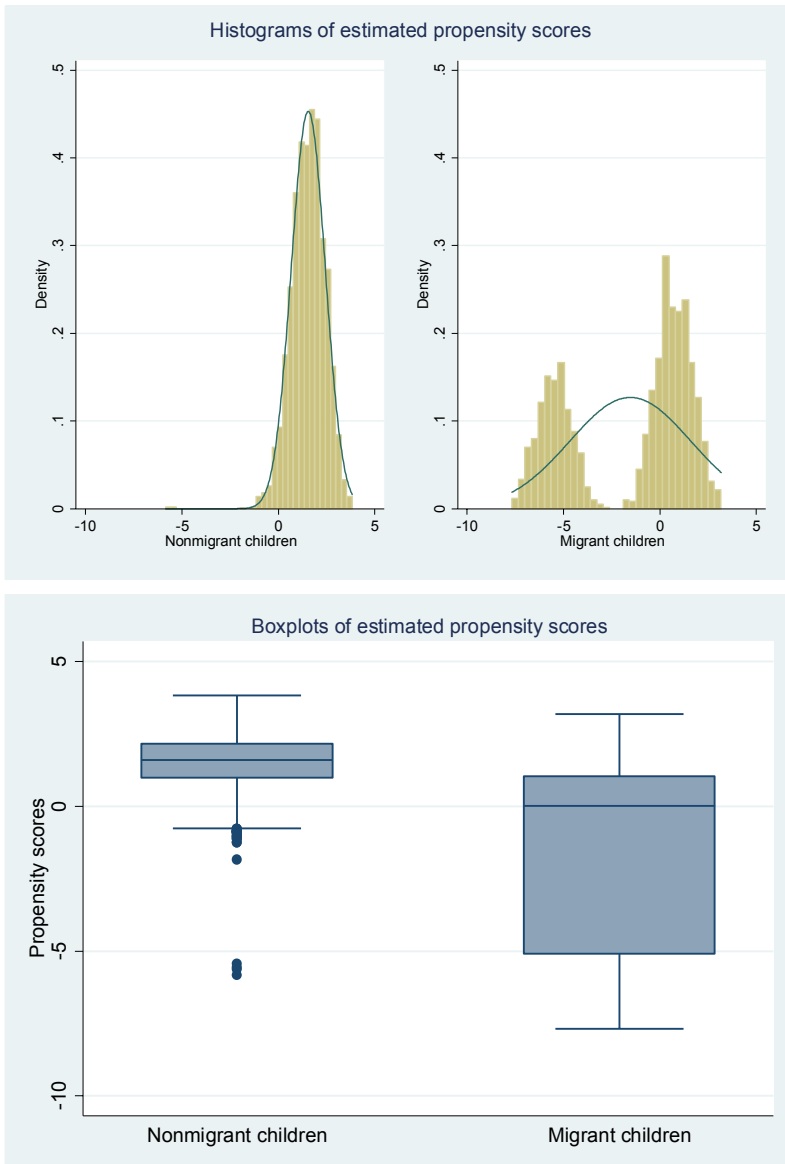 Histograms of estimated propensity scores
.5
.4
.3
.2
.1
0
Density
-10 -5 0 5
Nonmigrant children
.5
.4
.3
.2
.1
0
Density
-10 -5 0 5
Migrant children
Boxplots of estimated propensity scores
5
0
-5
-10
Propensity scores
Nonmigrant children Migrant children